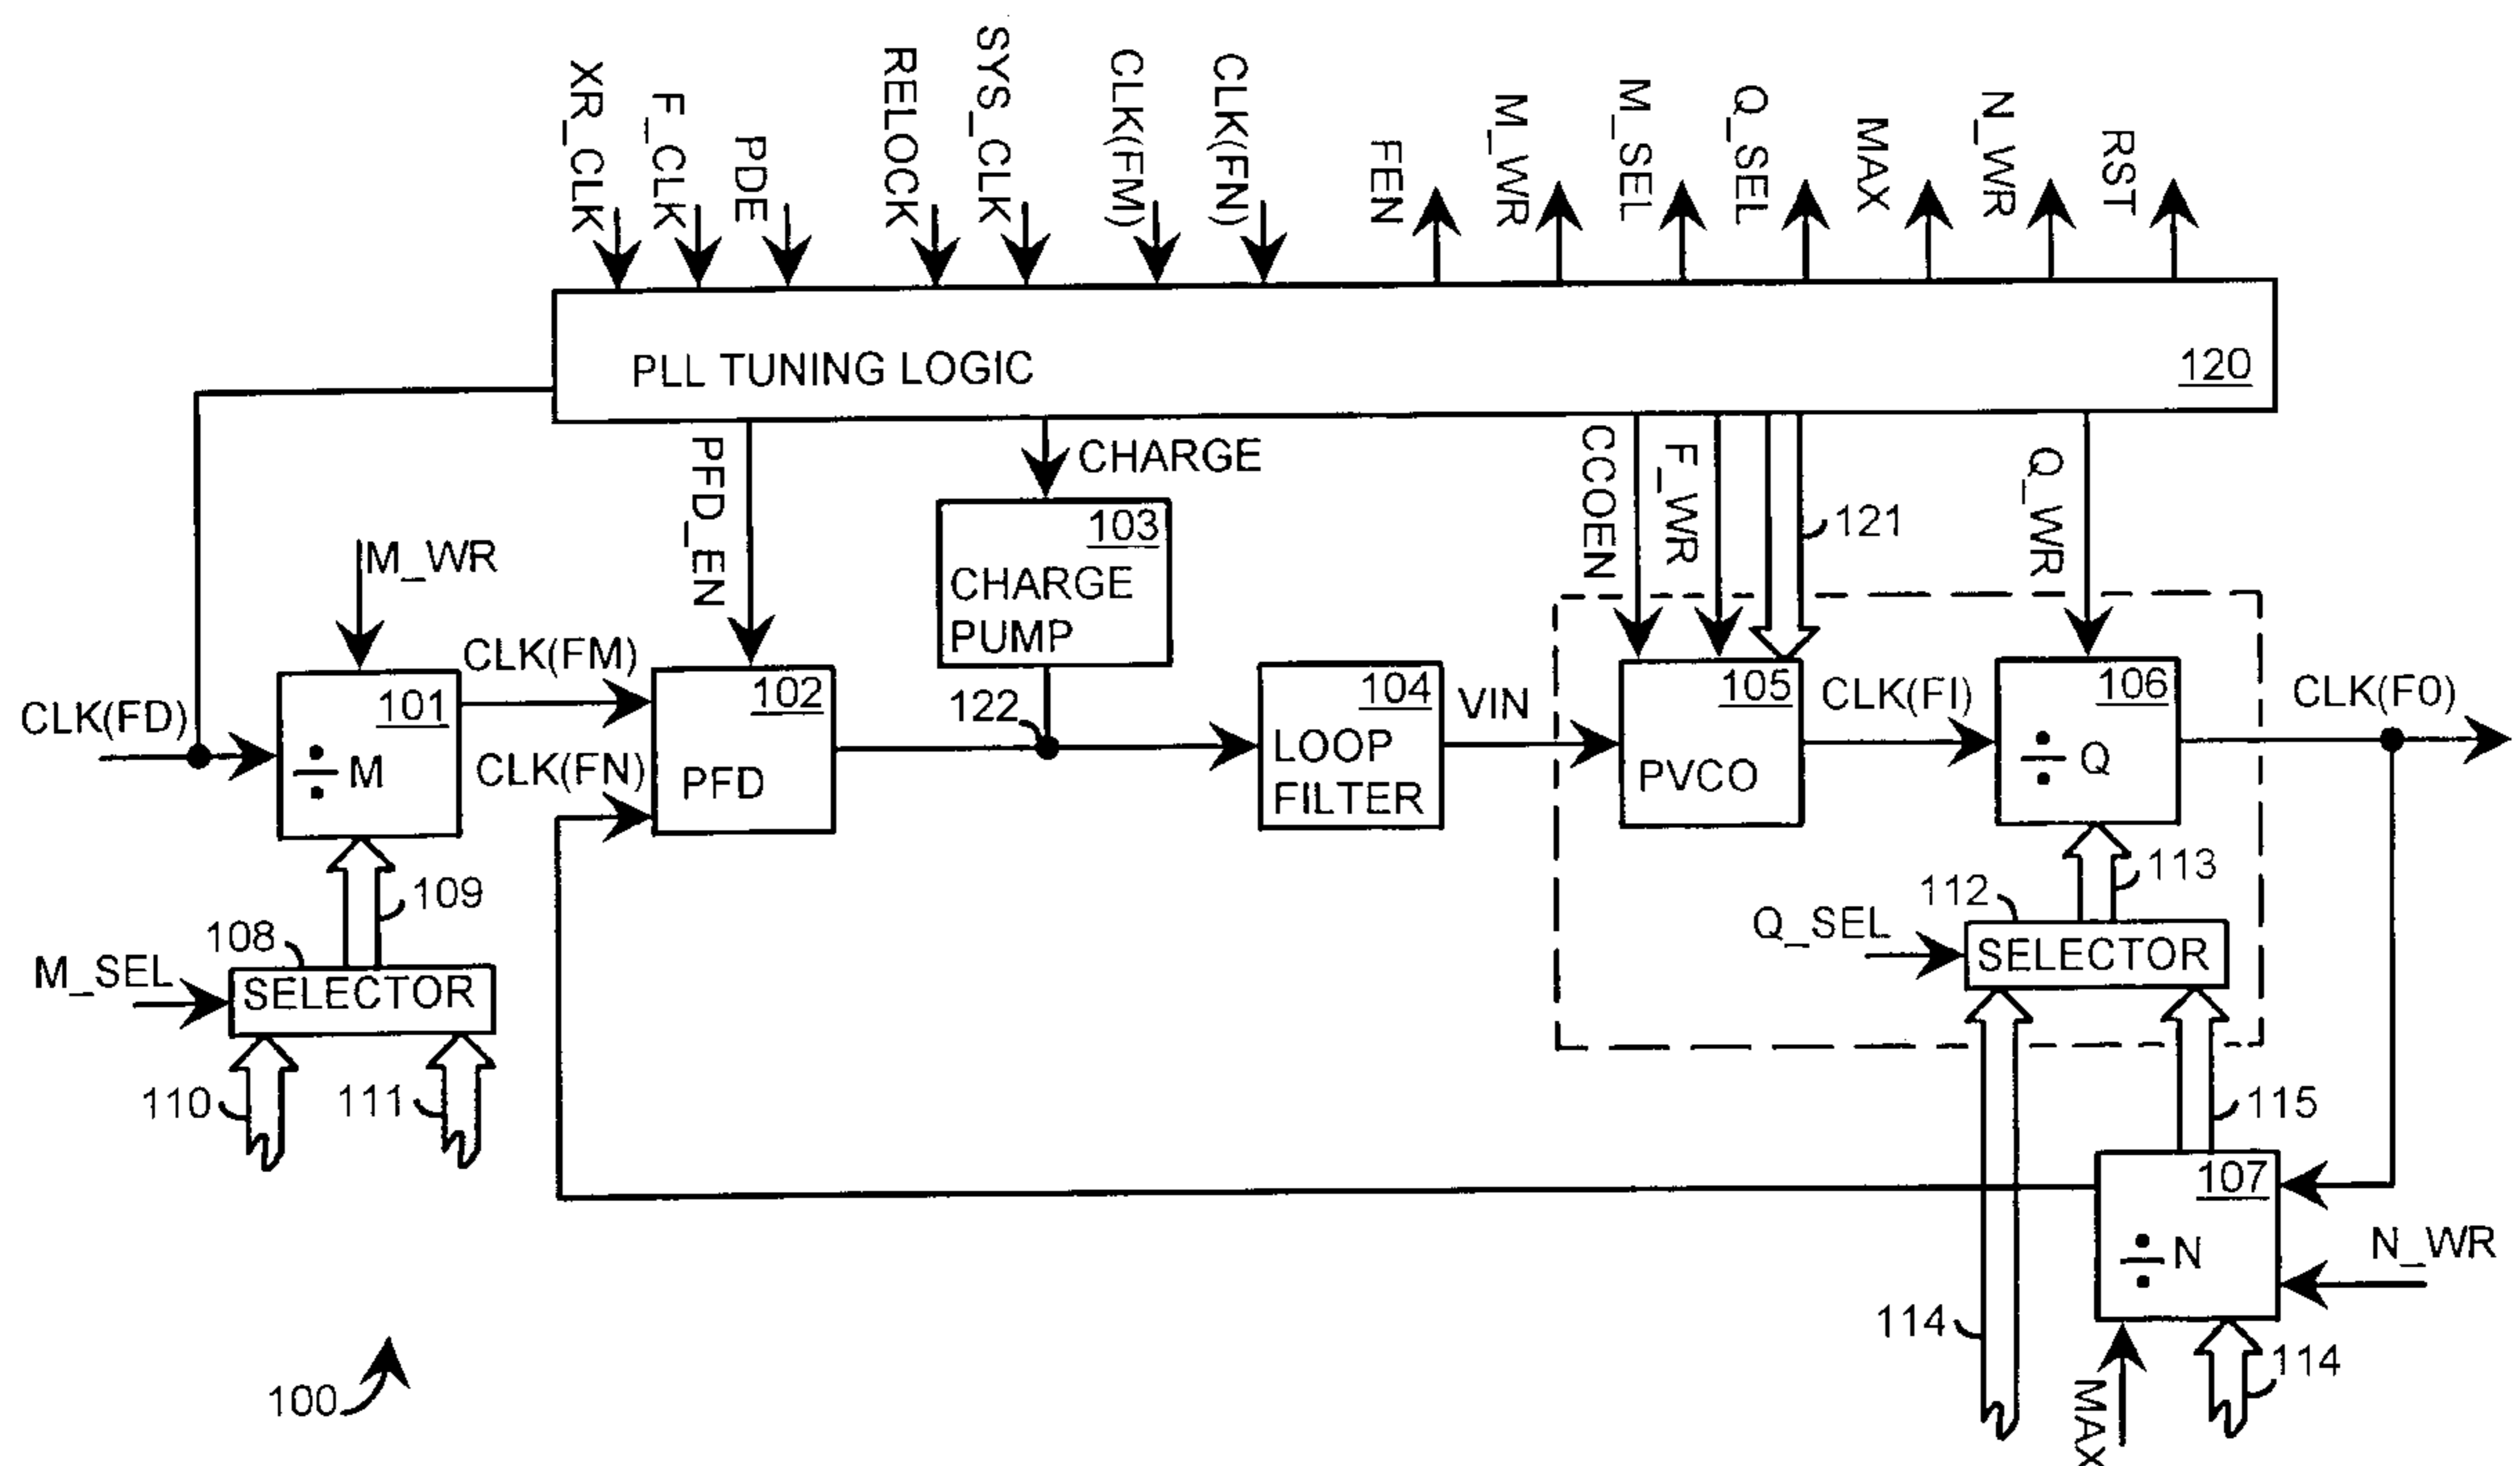 XR_CLK
F_CLK
PDE
RELOCK
SYS_CLK
CLK(FM)
CLK(FN)
FEN
M_WR
M_SEL
Q_SEL
MAX
N_WR
RST
PLL TUNING LOGIC
120
PFD_EN
CHARGE
CCOEN
F_WR
121
Q_WR
103
CHARGE
PUMP
M_WR
CLK(FD)
101
÷ M
CLK(FM)
CLK(FN)
102
PFD
122
104
LOOP
FILTER
VIN
105
PVCO
CLK(FI)
106
÷ Q
CLK(FO)
109
113
108
112
M_SEL
SELECTOR
Q_SEL
SELECTOR
110
111
115
107
÷ N
N_WR
114
114
MAX
100